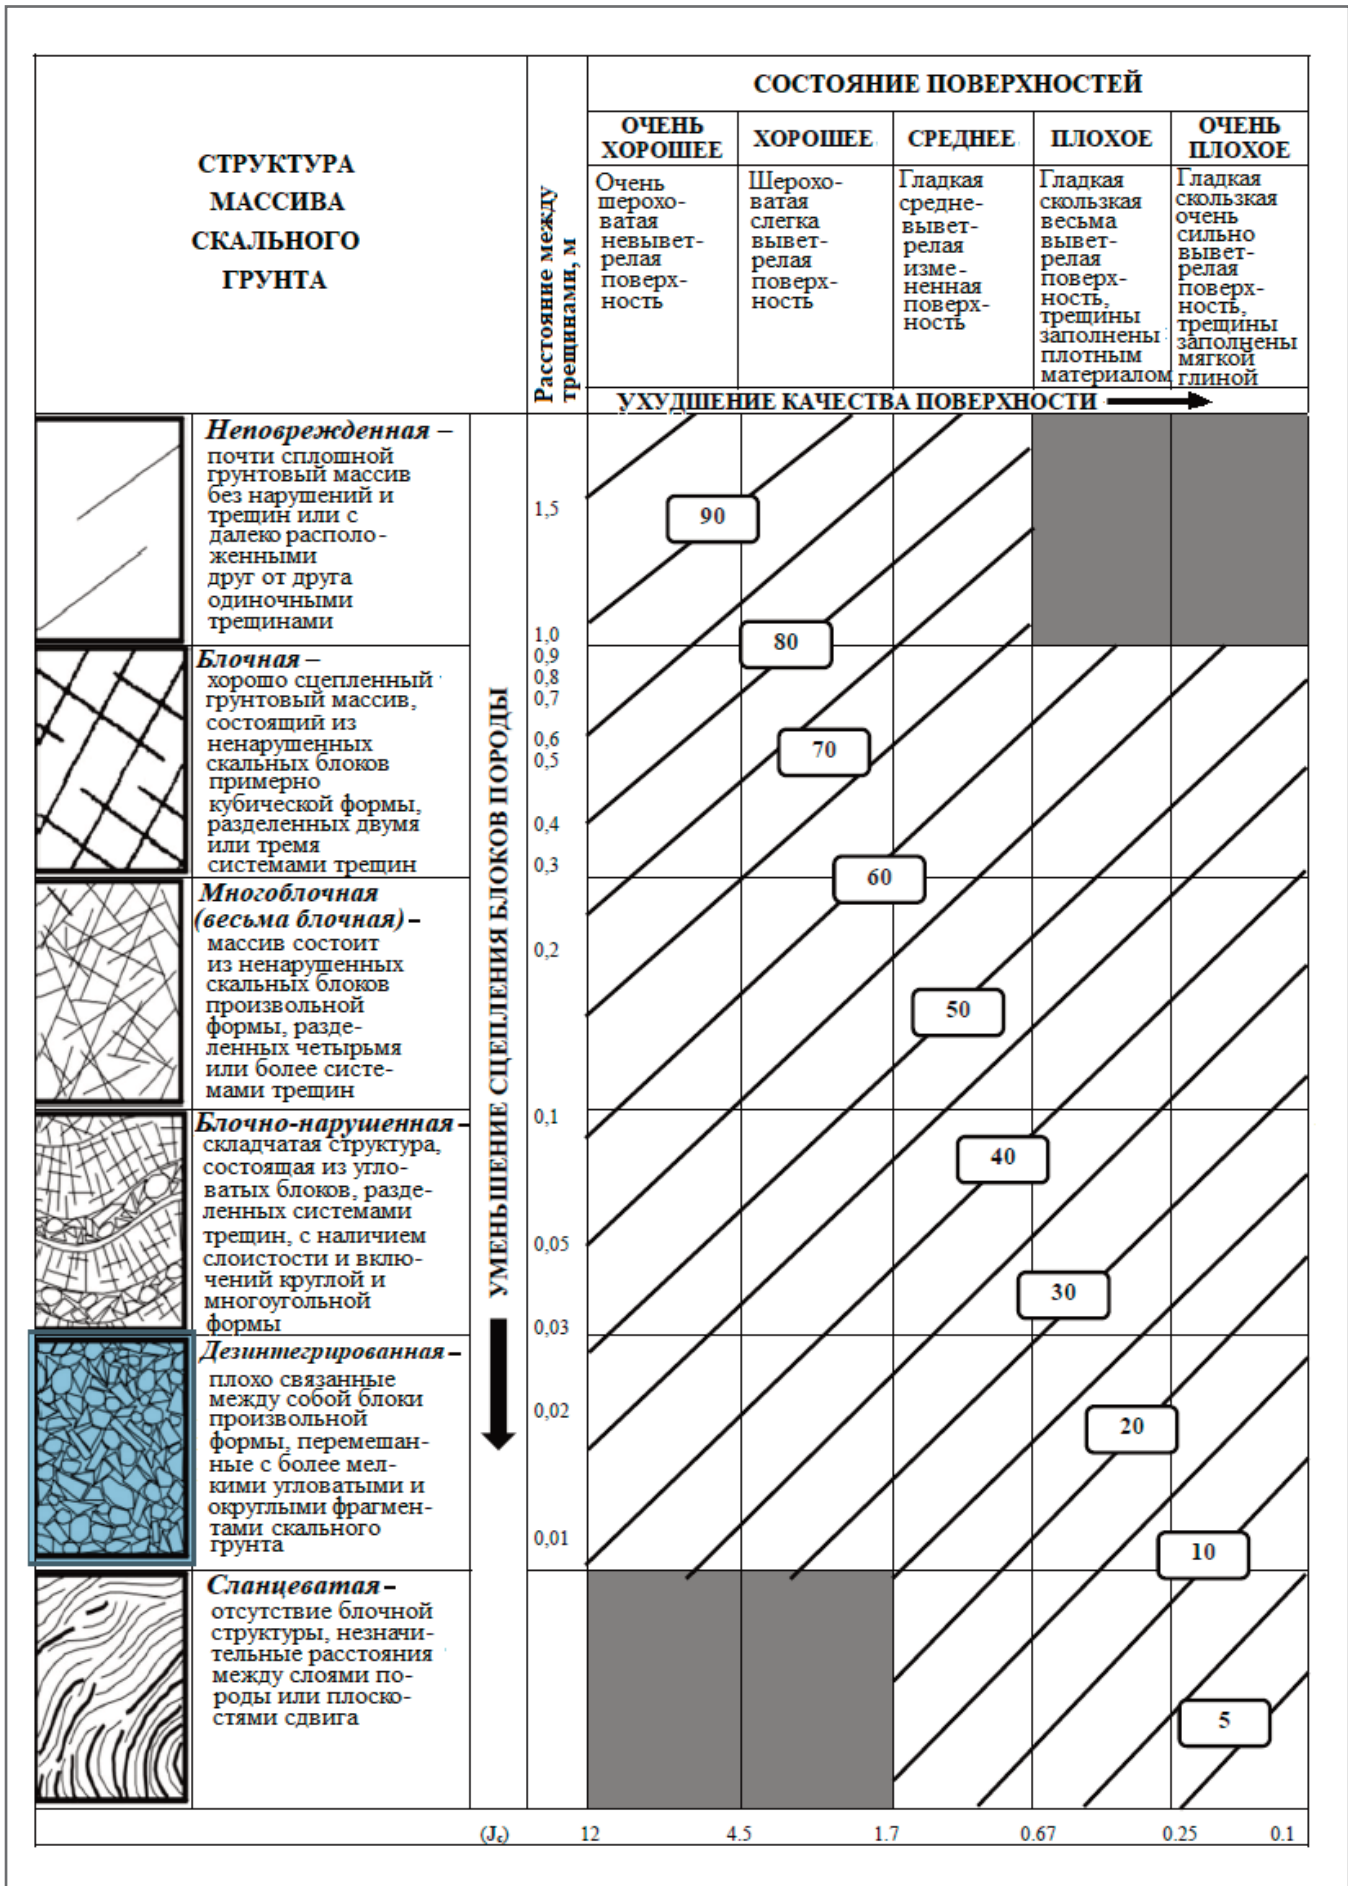 СТРУКТУРА
МАССИВА
СКАЛЬНОГО
ГРУНТА
Расстояние между
трещинами, м
СОСТОЯНИЕ ПОВЕРХНОСТЕЙ
ОЧЕНЬ
ХОРОШЕЕ
ХОРОШЕЕ
СРЕДНЕЕ
ПЛОХОЕ
ОЧЕНЬ
ПЛОХОЕ
Очень
шерохо-
ватая
невывет-
релая
поверх-
ность
Шерохо-
ватая
слегка
вывет-
релая
поверх-
ность
Гладкая
средне-
вывет-
релая
изме-
ненная
поверх-
ность
Гладкая
скользкая
весьма
вывет-
релая
поверх-
ность,
трещины
заполнены
плотным
материалом
Гладкая
скользкая
очень
сильно
вывет-
релая
поверх-
ность,
трещины
заполнены
мягкой
глиной
УХУДШЕНИЕ КАЧЕСТВА ПОВЕРХНОСТИ
Неповрежденная –
почти сплошной
грунтовый массив
без нарушений и
трещин или с
далеко располо-
женными
друг от друга
одиночными
трещинами
Блочная –
хорошо сцепленный
грунтовый массив,
состоящий из
ненарушенных
скальных блоков
примерно
кубической формы,
разделенных двумя
или тремя
системами трещин
Многоблочная
(весьма блочная) –
массив состоит
из ненарушенных
скальных блоков
произвольной
формы, разде-
ленных четырьмя
или более систе-
мами трещин
Блочно-нарушенная –
складчатая структура,
состоящая из угло-
ватых блоков, разде-
ленных системами
трещин, с наличием
слоистости и вклю-
чений круглой и
многоугольной
формы
Дезинтегрированная –
плохо связанные
между собой блоки
произвольной
формы, перемешан-
ные с более мел-
кими угловатыми и
округлыми фрагмен-
тами скального
грунта
Сланцеватая –
отсутствие блочной
структуры, незначи-
тельные расстояния
между слоями по-
роды или плоско-
стями сдвига
УМЕНЬШЕНИЕ СЦЕПЛЕНИЯ БЛОКОВ ПОРОДЫ
1,5
1,0
0,9
0,8
0,7
0,6
0,5
0,4
0,3
0,2
0,1
0,05
0,03
0,02
0,01
90
80
70
60
50
40
30
20
10
5
(Jc) 12 4.5 1.7 0.67 0.25 0.1